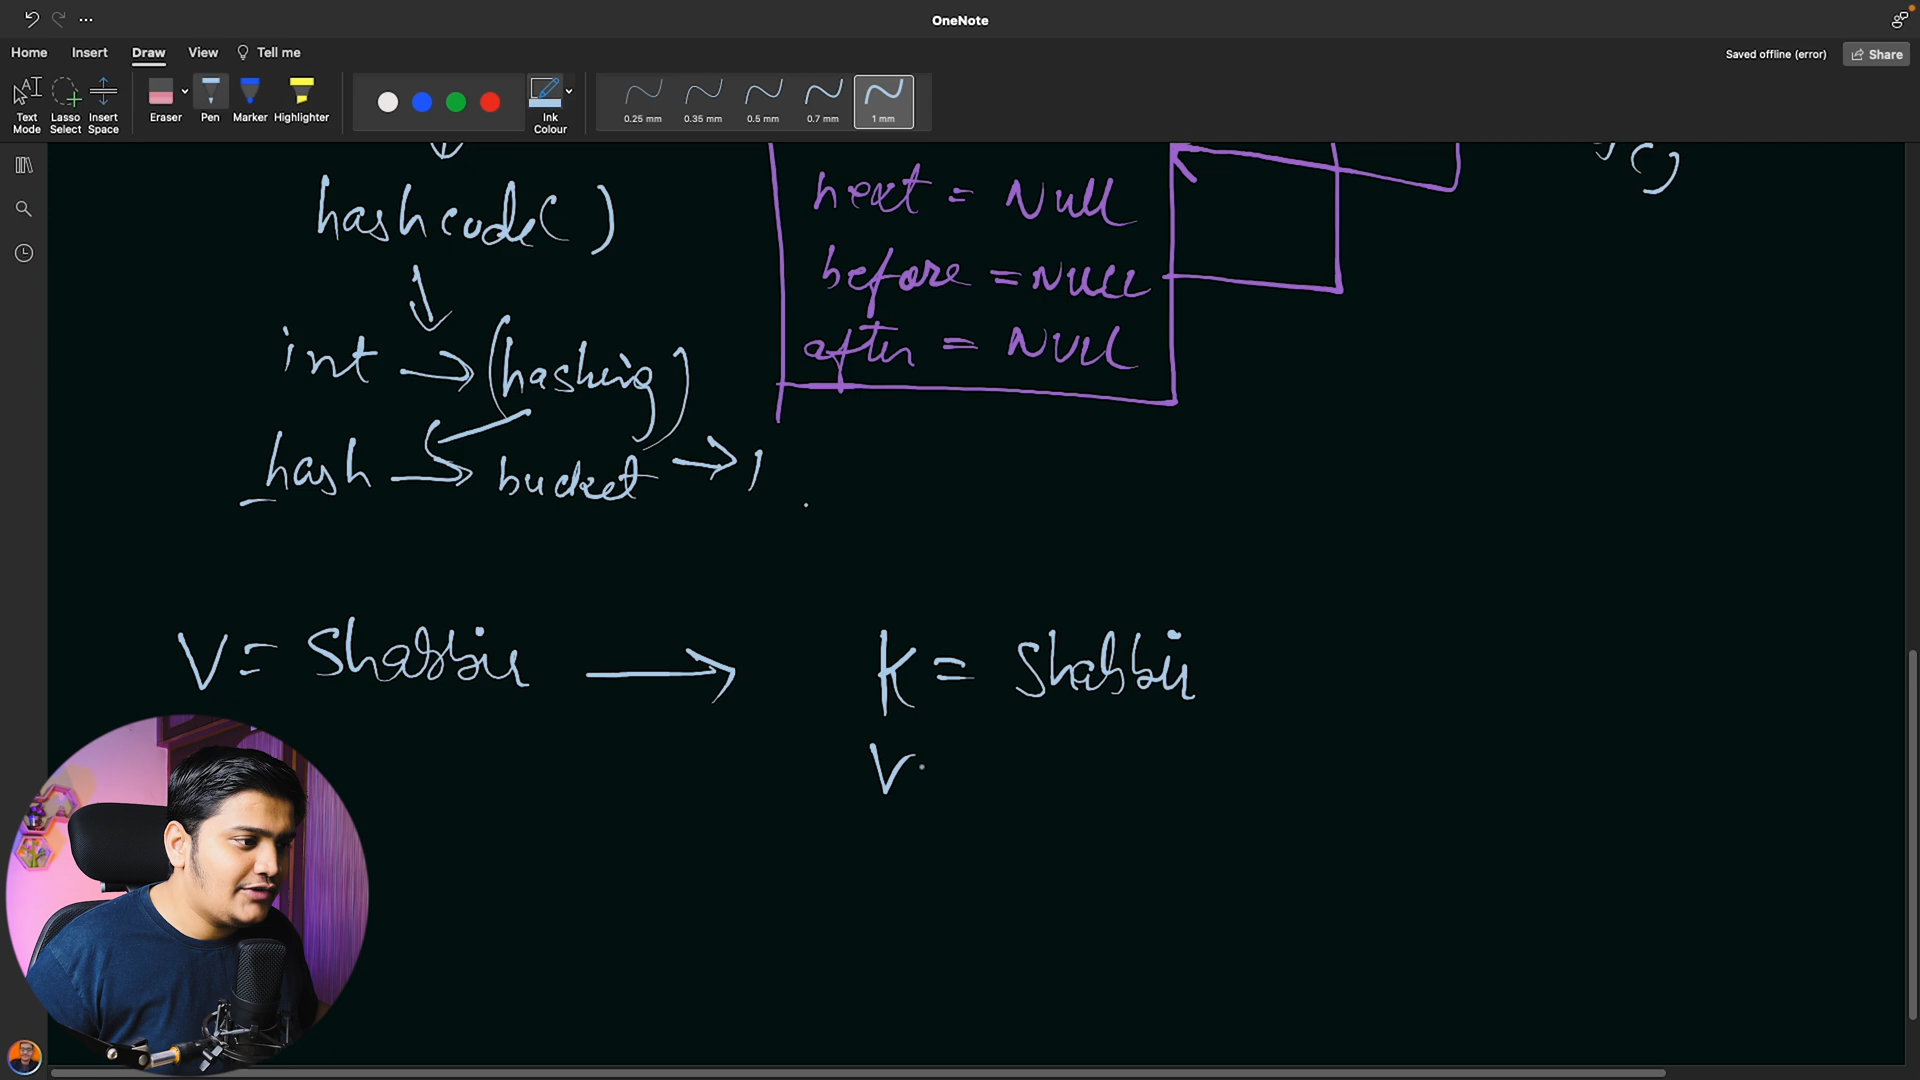 OneNote
Home Insert Draw View Tell me
Saved offline (error) Share
Text Mode
Lasso Select
Insert Space
Eraser Pen Marker Highlighter
Ink Colour
0.25 mm 0.35 mm 0.5 mm 0.7 mm 1 mm
hashcode( )
int → (hashing)
hash → bucket → 1
next = Null
before = NULL
after = NULL
V = Shabbir → K = Shabbir
V